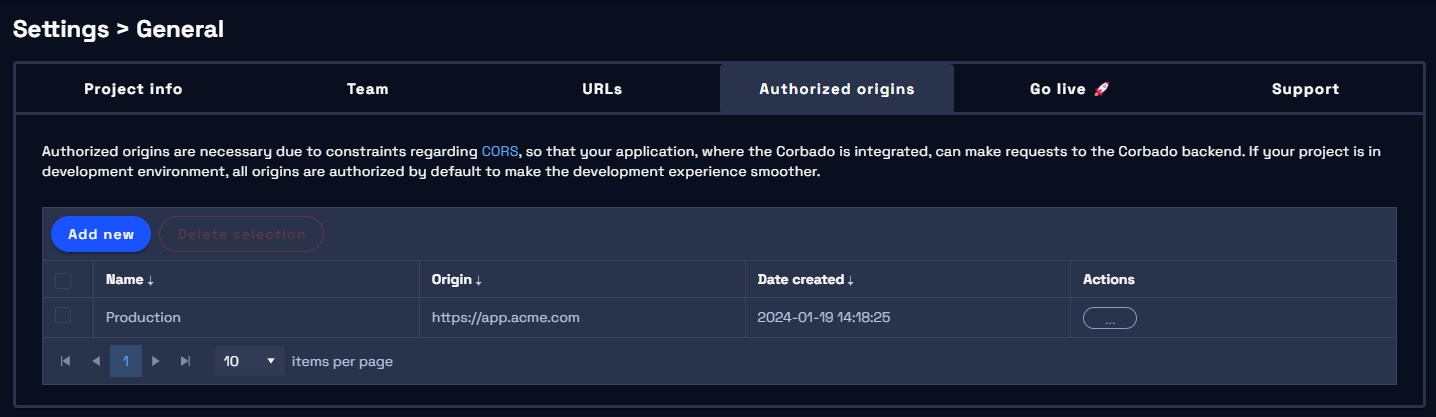 Settings > General
Project info Team URLs Authorized origins Go live 🚀 Support
Authorized origins are necessary due to constraints regarding CORS, so that your application, where the Corbado is integrated, can make requests to the Corbado backend. If your project is in
development environment, all origins are authorized by default to make the development experience smoother.
Add new Delete selection
Name ↓ Origin ↓ Date created ↓ Actions
Production https://app.acme.com 2024-01-19 14:18:25 ...
1 10 items per page